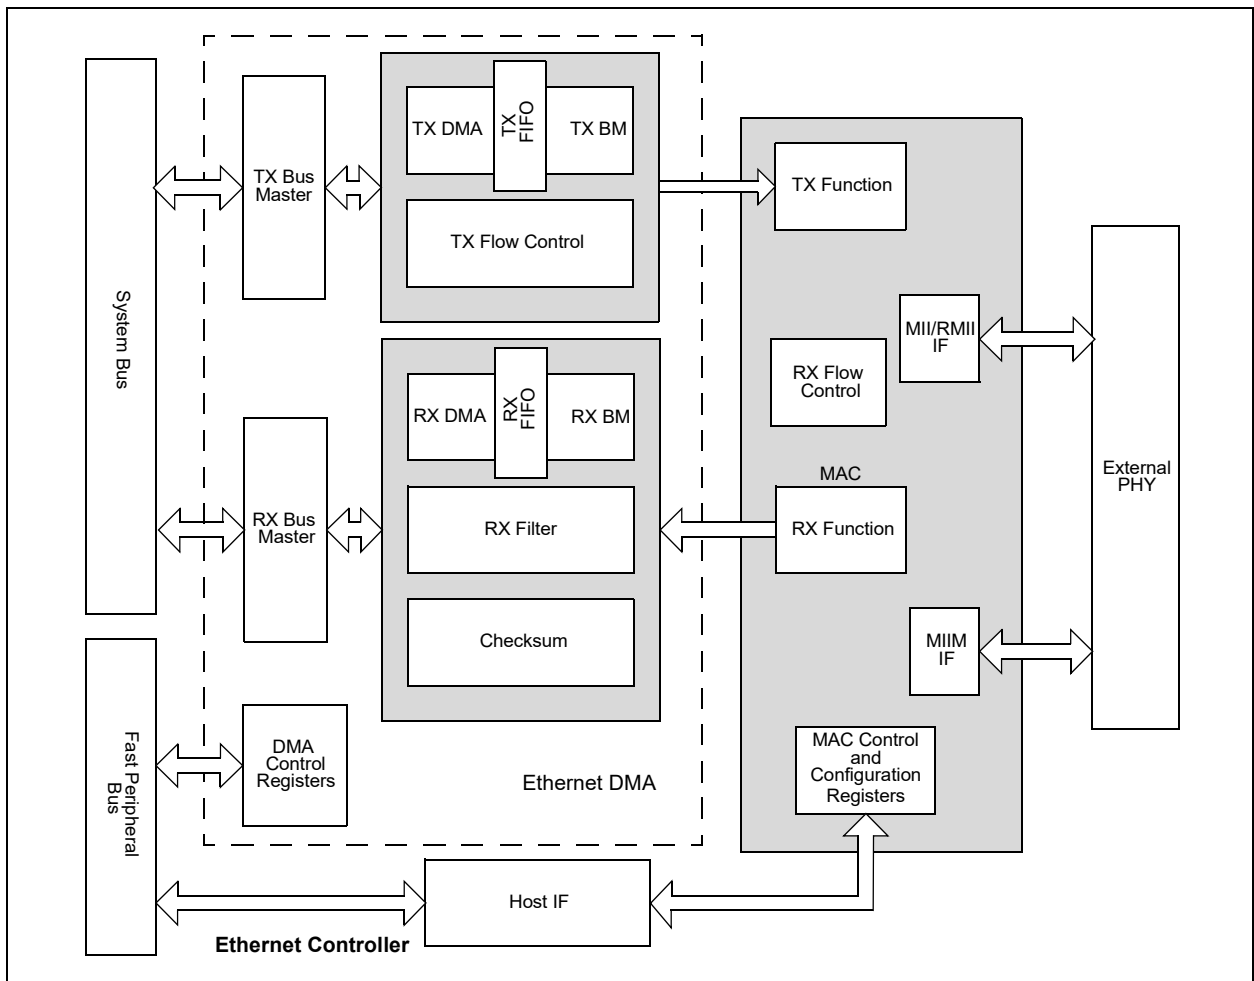 System Bus
TX Bus
Master
TX DMA
TX
FIFO
TX BM
TX Flow Control
TX Function
MII/RMII
IF
RX Flow
Control
RX DMA
RX
FIFO
RX BM
RX Bus
Master
RX Filter
Checksum
MAC
RX Function
External
PHY
MIIM
IF
Fast Peripheral
Bus
DMA
Control
Registers
Ethernet DMA
MAC Control
and
Configuration
Registers
Host IF
Ethernet Controller